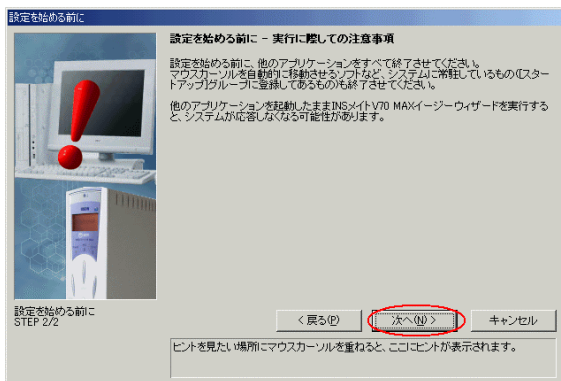 設定を始める前に
設定を始める前に － 実行に際しての注意事項
設定を始める前に、他のアプリケーションをすべて終了させてください。
マウスカーソルを自動的に移動させるソフトなど、システムに常駐しているもの([スター
トアップ]グループに登録してあるもの)も終了させてください。
他のアプリケーションを起動したままINSメイトV70 MAXイージーウィザードを実行する
と、システムが応答しなくなる可能性があります。
設定を始める前に
STEP 2/2
< 戻る(P)
次へ(N) >
キャンセル
ヒントを見たい場所にマウスカーソルを重ねると、ここにヒントが表示されます。